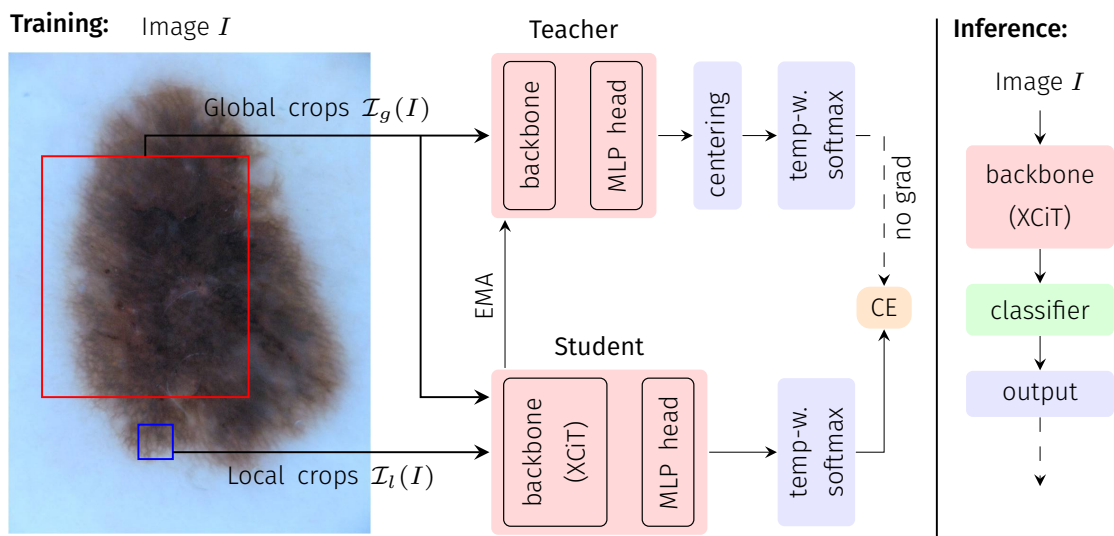 Training: Image I
Teacher
Global crops 𝓘g(I)
backbone
MLP head
centering
temp-w.
softmax
no grad
EMA
CE
Student
backbone
(XCiT)
MLP head
temp-w.
softmax
Local crops 𝓘l(I)
Inference:
Image I
backbone
(XCiT)
classifier
output